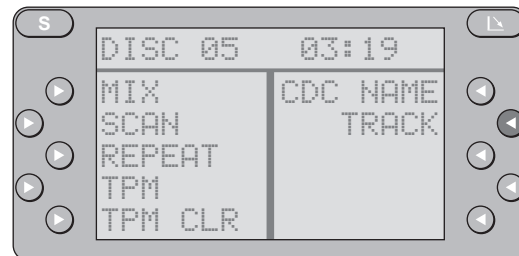 S
DISC 05 03:19
MIX
SCAN
REPEAT
TPM
TPM CLR
CDC NAME
TRACK